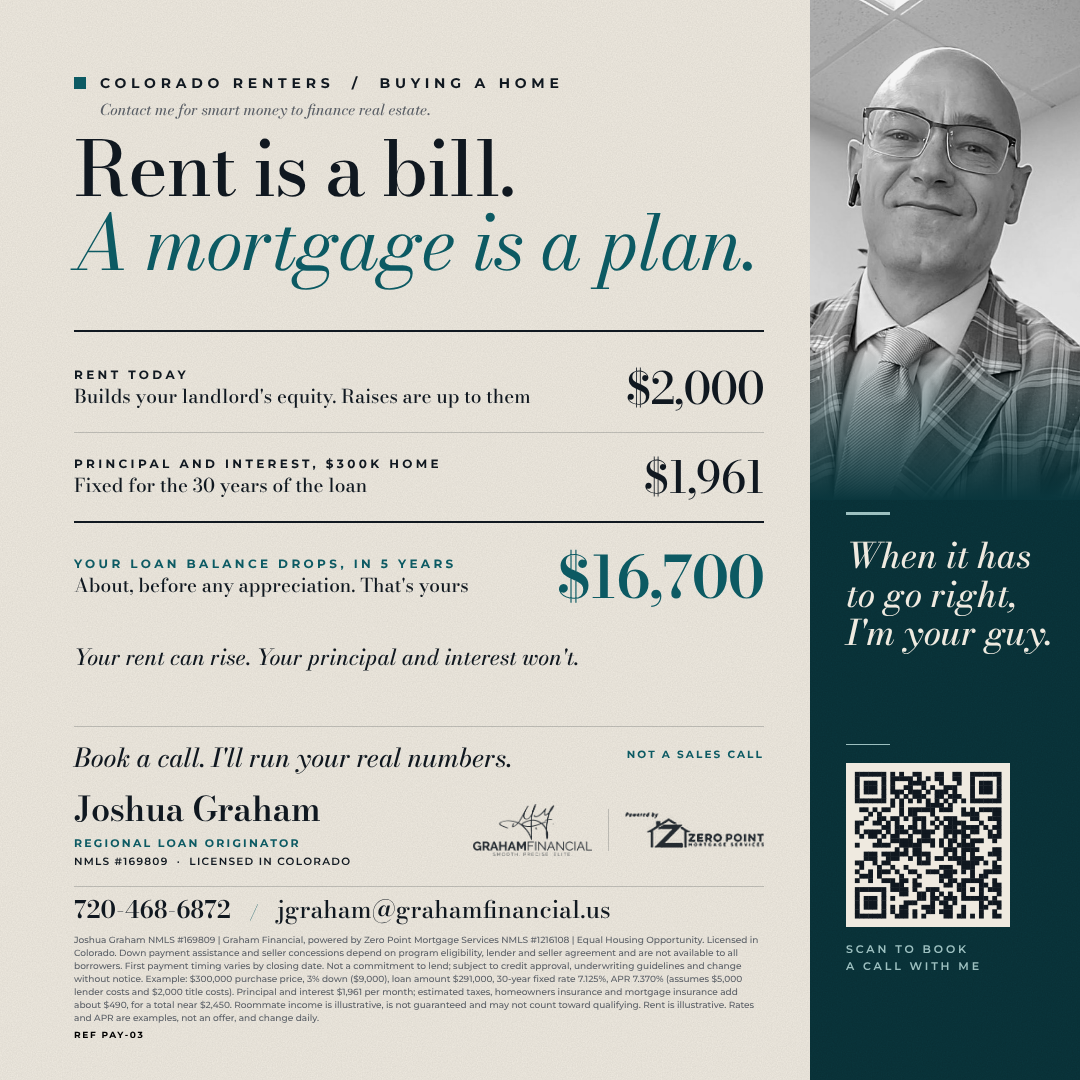 COLORADO RENTERS / BUYING A HOME
Contact me for smart money to finance real estate.
Rent is a bill.
A mortgage is a plan.
RENT TODAY
Builds your landlord's equity. Raises are up to them
$2,000
PRINCIPAL AND INTEREST, $300K HOME
Fixed for the 30 years of the loan
$1,961
YOUR LOAN BALANCE DROPS, IN 5 YEARS
About, before any appreciation. That's yours
$16,700
Your rent can rise. Your principal and interest won't.
Book a call. I'll run your real numbers.
NOT A SALES CALL
Joshua Graham
REGIONAL LOAN ORIGINATOR
NMLS #169809 · LICENSED IN COLORADO
GRAHAMFINANCIAL
SMOOTH. PRECISE. ELITE.
Powered by
ZERO POINT
MORTGAGE SERVICES
720-468-6872 / jgraham@grahamfinancial.us
Joshua Graham NMLS #169809 | Graham Financial, powered by Zero Point Mortgage Services NMLS #1216108 | Equal Housing Opportunity. Licensed in
Colorado. Down payment assistance and seller concessions depend on program eligibility, lender and seller agreement and are not available to all
borrowers. First payment timing varies by closing date. Not a commitment to lend; subject to credit approval, underwriting guidelines and change
without notice. Example: $300,000 purchase price, 3% down ($9,000), loan amount $291,000, 30-year fixed rate 7.125%, APR 7.370% (assumes $5,000
lender costs and $2,000 title costs). Principal and interest $1,961 per month; estimated taxes, homeowners insurance and mortgage insurance add
about $490, for a total near $2,450. Roommate income is illustrative, is not guaranteed and may not count toward qualifying. Rent is illustrative. Rates
and APR are examples, not an offer, and change daily.
REF PAY-03
When it has
to go right,
I'm your guy.
SCAN TO BOOK
A CALL WITH ME